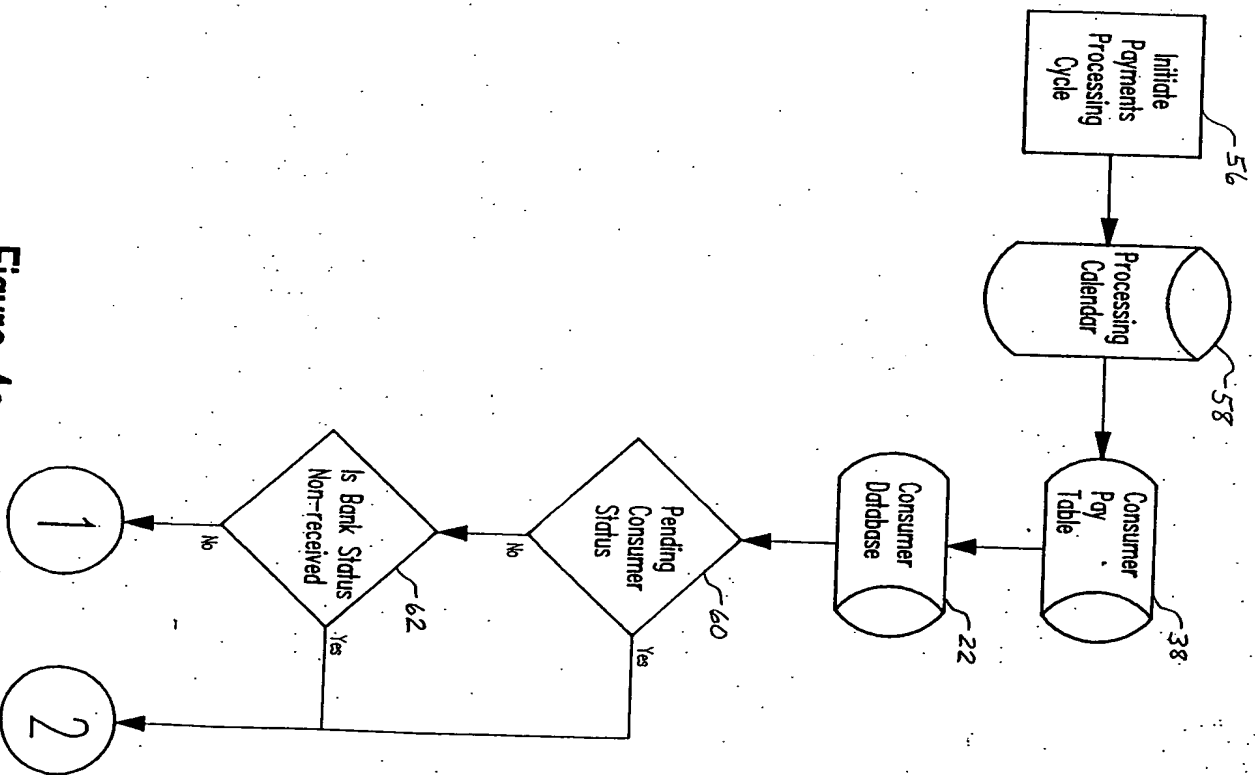 56
Initiate
Payments
Processing
Cycle
58
Processing
Calendar
38
Consumer
Pay
Table
22
Consumer
Database
60
Pending
Consumer
Status
Yes
No
62
Is Bank Status
Non-received
Yes
No
1
2
Figure